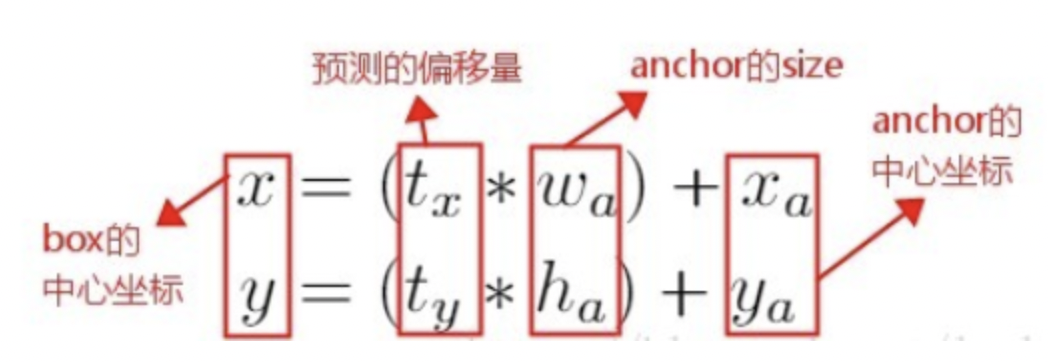 预测的偏移量
anchor的size
anchor的
中心坐标
x = (t_x * w_a) + x_a
y = (t_y * h_a) + y_a
box的
中心坐标